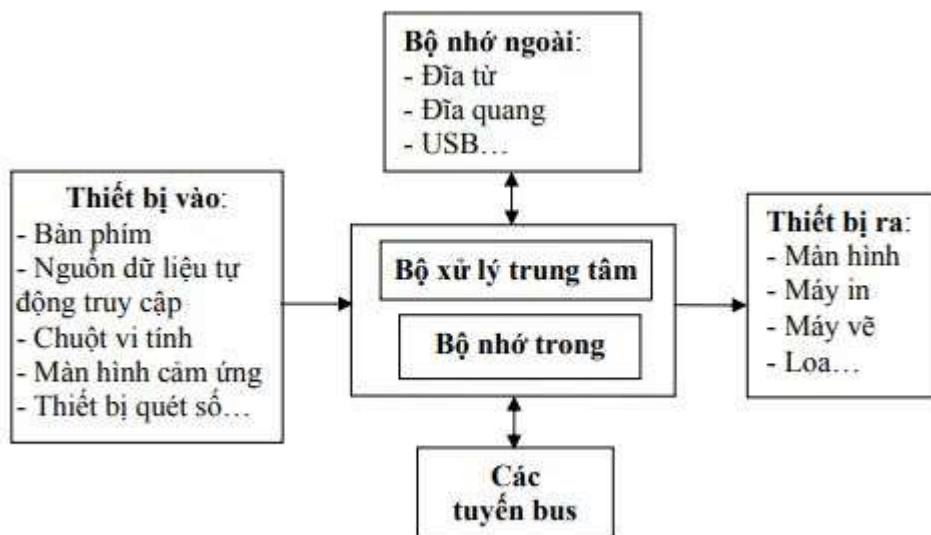 Bộ nhớ ngoài:
- Đĩa từ
- Đĩa quang
- USB…
Thiết bị vào:
- Bàn phím
- Nguồn dữ liệu tự
động truy cập
- Chuột vi tính
- Màn hình cảm ứng
- Thiết bị quét số…
Bộ xử lý trung tâm
Bộ nhớ trong
Thiết bị ra:
- Màn hình
- Máy in
- Máy vẽ
- Loa…
Các
tuyến bus